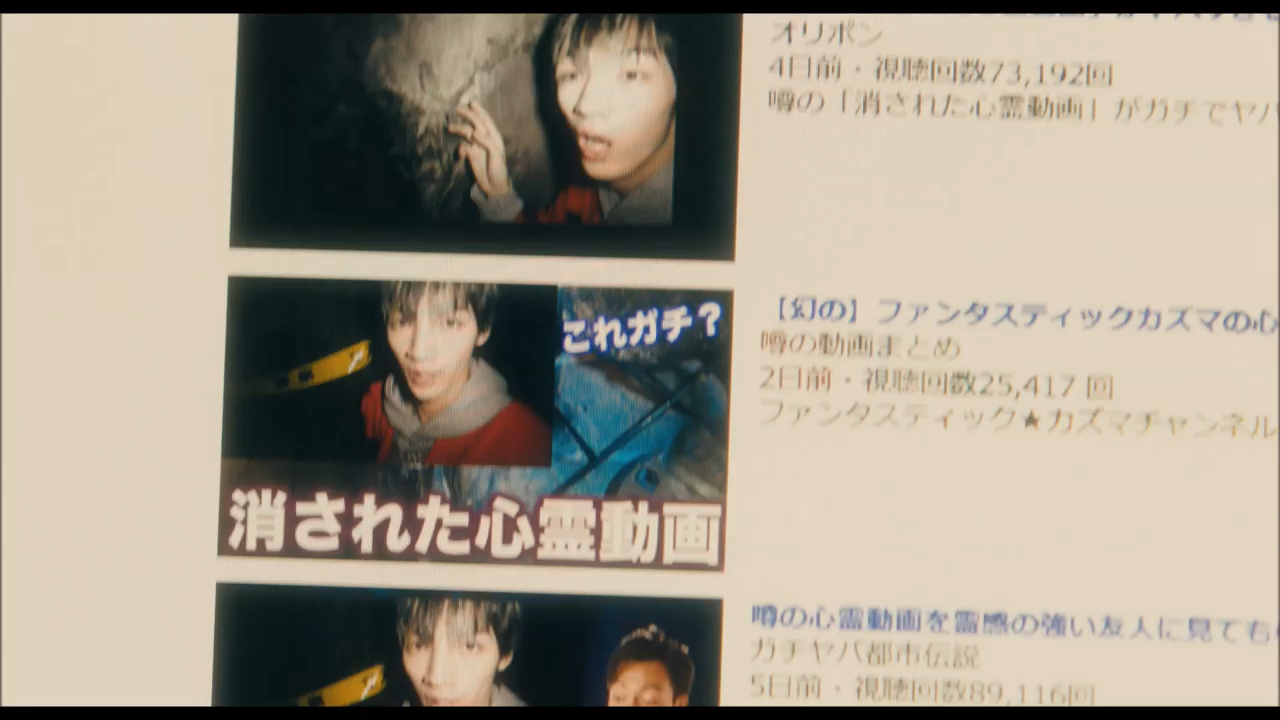 オリポン
4日前・視聴回数73,192回
噂の「消された心霊動画」がガチでヤバ
これガチ？
消された心霊動画
【幻の】ファンタスティックカズマの心
噂の動画まとめ
2日前・視聴回数25,417 回
ファンタスティック★カズマチャンネル
噂の心霊動画を霊感の強い友人に見ても
ガチヤバ都市伝説
5日前・視聴回数89,116回